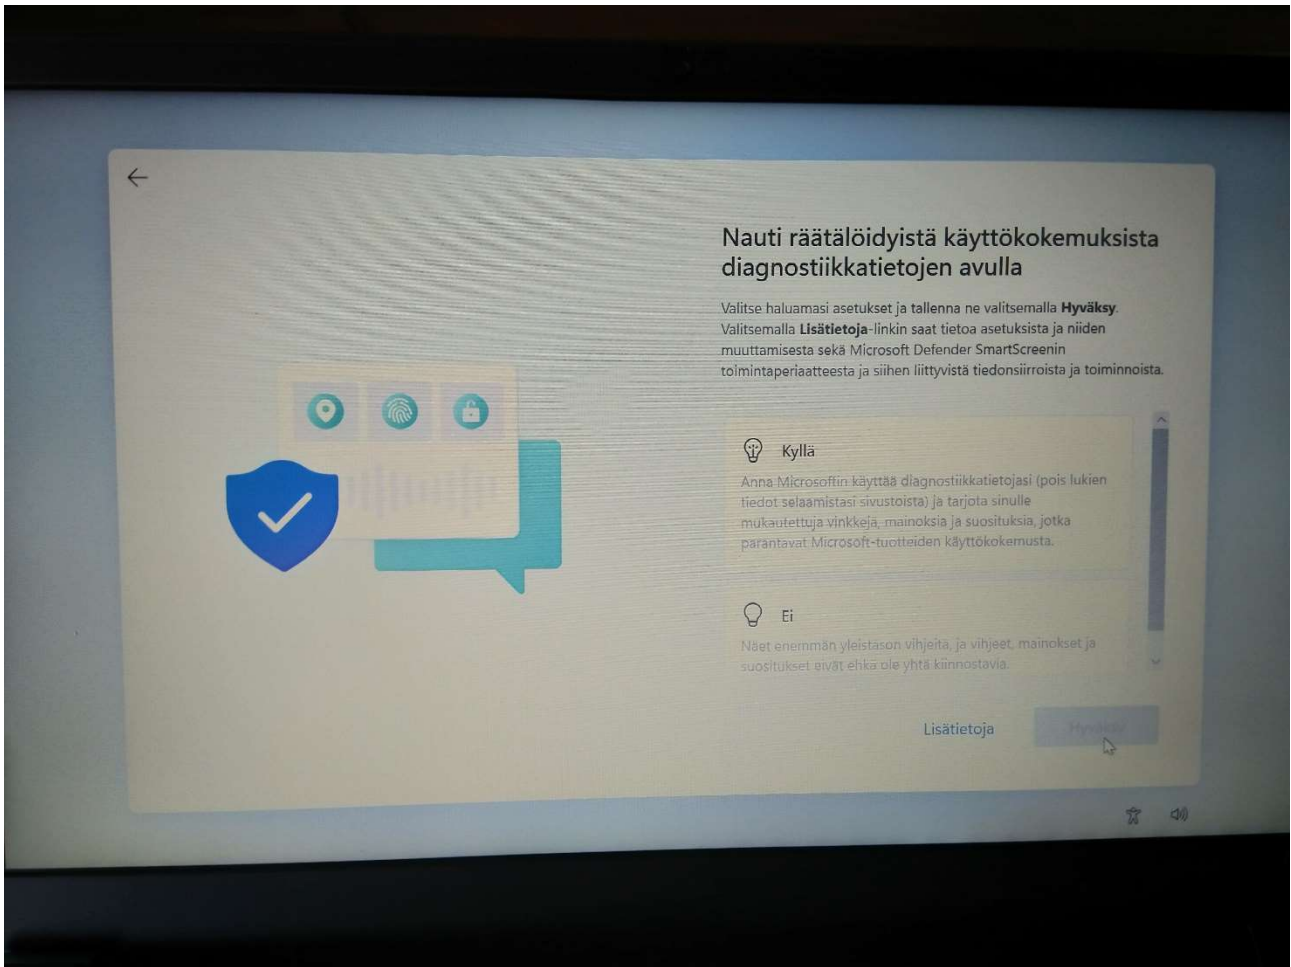 Nauti räätälöidyistä käyttökokemuksista
diagnostiikkatietojen avulla
Valitse haluamasi asetukset ja tallenna ne valitsemalla Hyväksy.
Valitsemalla Lisätietoja-linkin saat tietoa asetuksista ja niiden
muuttamisesta sekä Microsoft Defender SmartScreenin
toimintaperiaatteesta ja siihen liittyvistä tiedonsiirroista ja toiminnoista.
Kyllä
Anna Microsoftin käyttää diagnostiikkatietojasi (pois lukien
tiedot selaamistasi sivustoista) ja tarjota sinulle
mukautettuja vinkkejä, mainoksia ja suosituksia, jotka
parantavat Microsoft-tuotteiden käyttökokemusta.
Ei
Näet enemmän yleistason vihjeitä, ja vihjeet, mainokset ja
suositukset eivät ehkä ole yhtä kiinnostavia.
Lisätietoja
Hyväksy